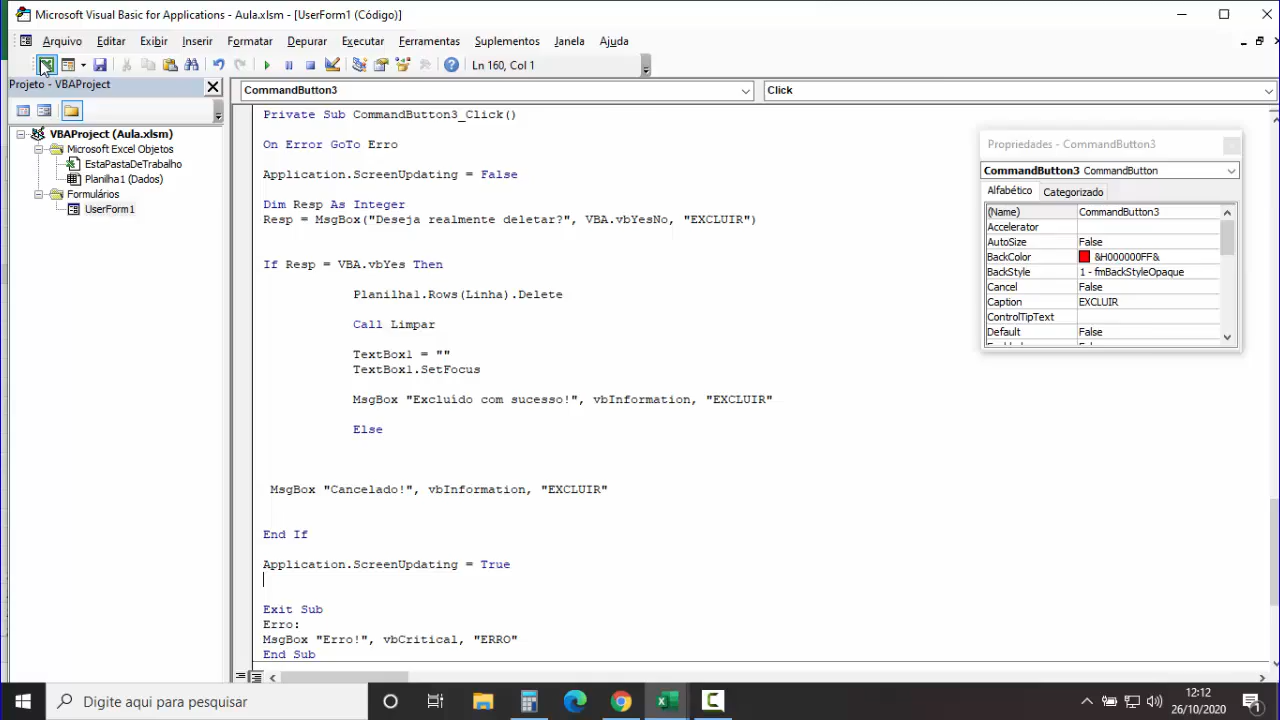 Microsoft Visual Basic for Applications - Aula.xlsm - [UserForm1 (Código)]
Arquivo Editar Exibir Inserir Formatar Depurar Executar Ferramentas Suplementos Janela Ajuda
Ln 160, Col 1
Projeto - VBAProject
VBAProject (Aula.xlsm)
Microsoft Excel Objetos
EstaPastaDeTrabalho
Planilha1 (Dados)
Formulários
UserForm1
CommandButton3
Click
Private Sub CommandButton3_Click()
On Error GoTo Erro
Application.ScreenUpdating = False
Dim Resp As Integer
Resp = MsgBox("Deseja realmente deletar?", VBA.vbYesNo, "EXCLUIR")
If Resp = VBA.vbYes Then
Planilha1.Rows(Linha).Delete
Call Limpar
TextBox1 = ""
TextBox1.SetFocus
MsgBox "Excluído com sucesso!", vbInformation, "EXCLUIR"
Else
MsgBox "Cancelado!", vbInformation, "EXCLUIR"
End If
Application.ScreenUpdating = True
Exit Sub
Erro:
MsgBox "Erro!", vbCritical, "ERRO"
End Sub
Propriedades - CommandButton3
CommandButton3 CommandButton
Alfabético Categorizado
(Name) CommandButton3
Accelerator
AutoSize False
BackColor &H000000FF&
BackStyle 1 - fmBackStyleOpaque
Cancel False
Caption EXCLUIR
ControlTipText
Default False
Digite aqui para pesquisar
12:12
26/10/2020
1